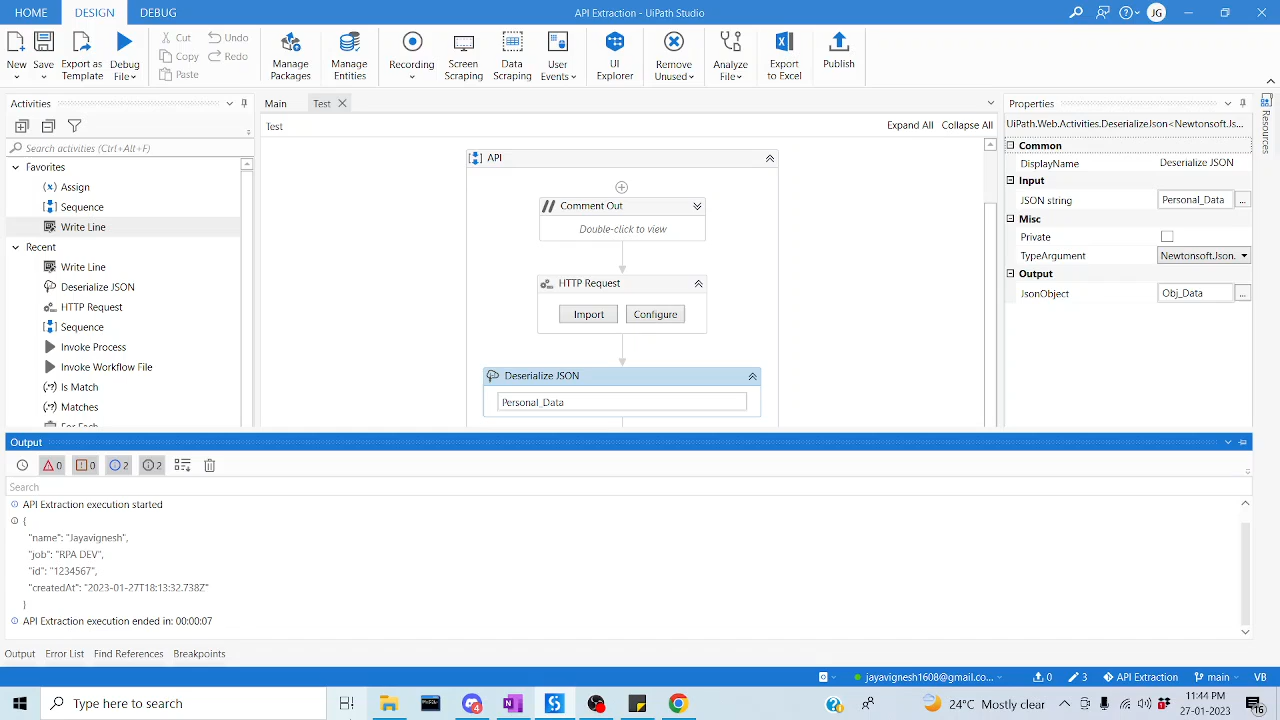 HOME DESIGN DEBUG API Extraction - UiPath Studio JG
New Save Export as Template Debug File Cut Copy Paste Undo Redo Manage Packages Manage Entities Recording Screen Scraping Data Scraping User Events UI Explorer Remove Unused Analyze File Export to Excel Publish
Activities
Search activities (Ctrl+Alt+F)
Favorites
Assign
Sequence
Write Line
Recent
Write Line
Deserialize JSON
HTTP Request
Sequence
Invoke Process
Invoke Workflow File
Is Match
Matches
For Each
Main Test
Test Expand All Collapse All
API
Comment Out
Double-click to view
HTTP Request
Import Configure
Deserialize JSON
Personal_Data
Properties
UiPath.Web.Activities.DeserializeJson<Newtonsoft.Js...
Common
DisplayName Deserialize JSON
Input
JSON string Personal_Data ...
Misc
Private
TypeArgument Newtonsoft.Json.
Output
JsonObject Obj_Data ...
Resources
Output
0 0 2 2
Search
API Extraction execution started
{
"name": "Jayavignesh",
"job": "RPA DEV",
"id": "1234567",
"createdAt": "2023-01-27T18:13:32.738Z"
}
API Extraction execution ended in: 00:00:07
Output Error List Find References Breakpoints
jayavignesh1608@gmail.co... 0 3 API Extraction main VB
Type here to search 24°C Mostly clear 11:44 PM
27-01-2023
16